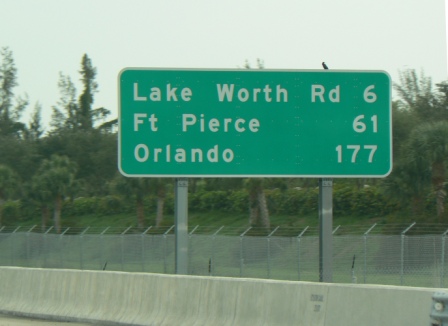 Lake Worth Rd 6
Ft Pierce 61
Orlando 177